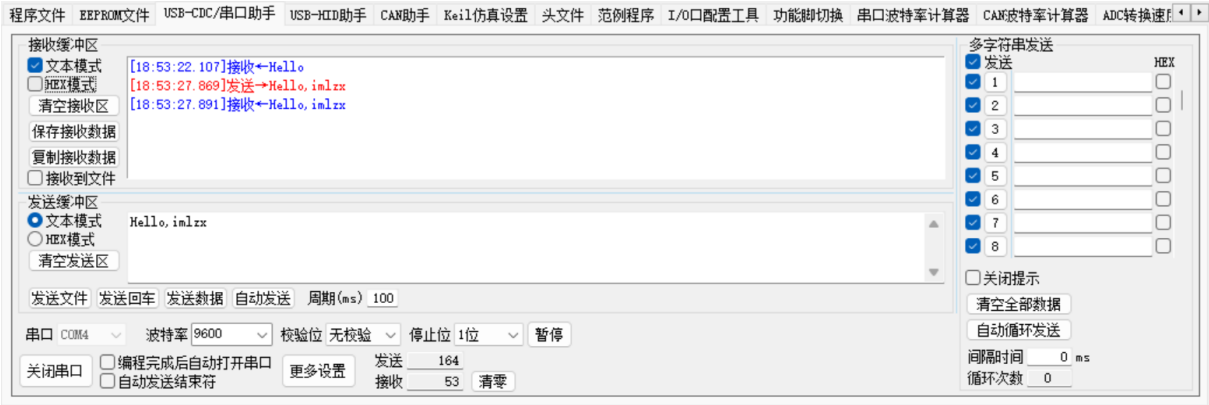 程序文件 EEPROM文件 USB-CDC/串口助手 USB-HID助手 CAN助手 Keil仿真设置 头文件 范例程序 I/O口配置工具 功能脚切换 串口波特率计算器 CAN波特率计算器 ADC转换速
接收缓冲区
文本模式
HEX模式
清空接收区
保存接收数据
复制接收数据
接收到文件
[18:53:22.107]接收←Hello
[18:53:27.869]发送→Hello,imlzx
[18:53:27.891]接收←Hello,imlzx
发送缓冲区
文本模式
HEX模式
清空发送区
Hello,imlzx
发送文件 发送回车 发送数据 自动发送 周期(ms) 100
串口 COM4 波特率 9600 校验位 无校验 停止位 1位 暂停
关闭串口
编程完成后自动打开串口
自动发送结束符
更多设置
发送 164
接收 53 清零
多字符串发送
发送 HEX
1
2
3
4
5
6
7
8
关闭提示
清空全部数据
自动循环发送
间隔时间 0 ms
循环次数 0